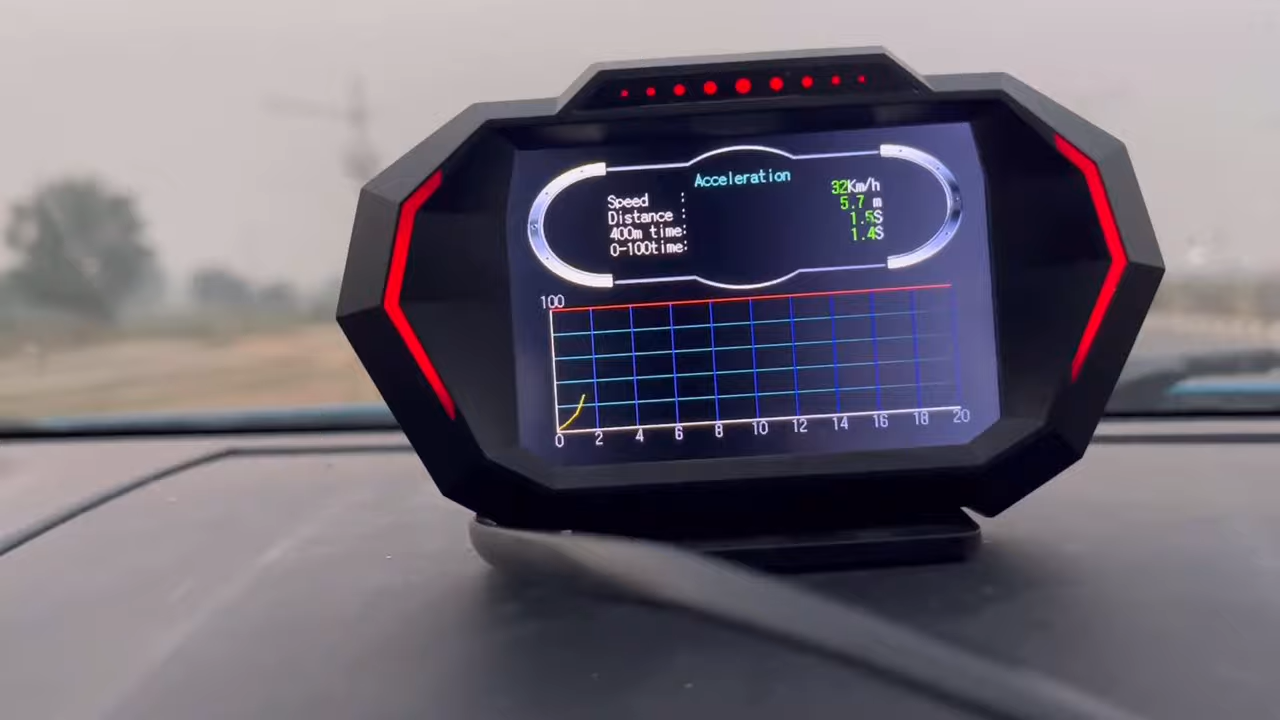 Acceleration
Speed : 32Km/h
Distance : 5.7 m
400m time: 1.5S
0-100time: 1.4S
100
0 2 4 6 8 10 12 14 16 18 20